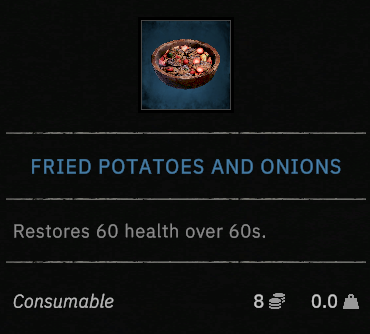 FRIED POTATOES AND ONIONS
Restores 60 health over 60s.
Consumable 8 0.0